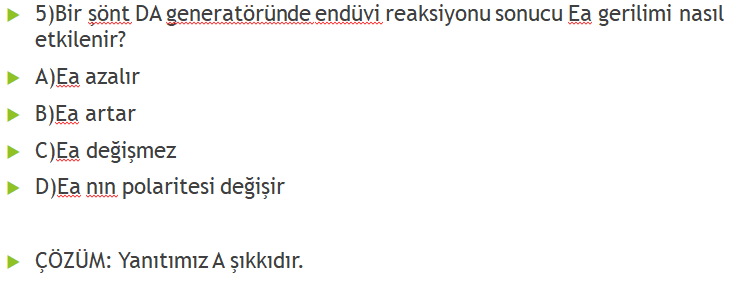 5)Bir şönt DA generatöründe endüvi reaksiyonu sonucu Ea gerilimi nasıl
etkilenir?
A)Ea azalır
B)Ea artar
C)Ea değişmez
D)Ea nın polaritesi değişir
ÇÖZÜM: Yanıtımız A şıkkıdır.